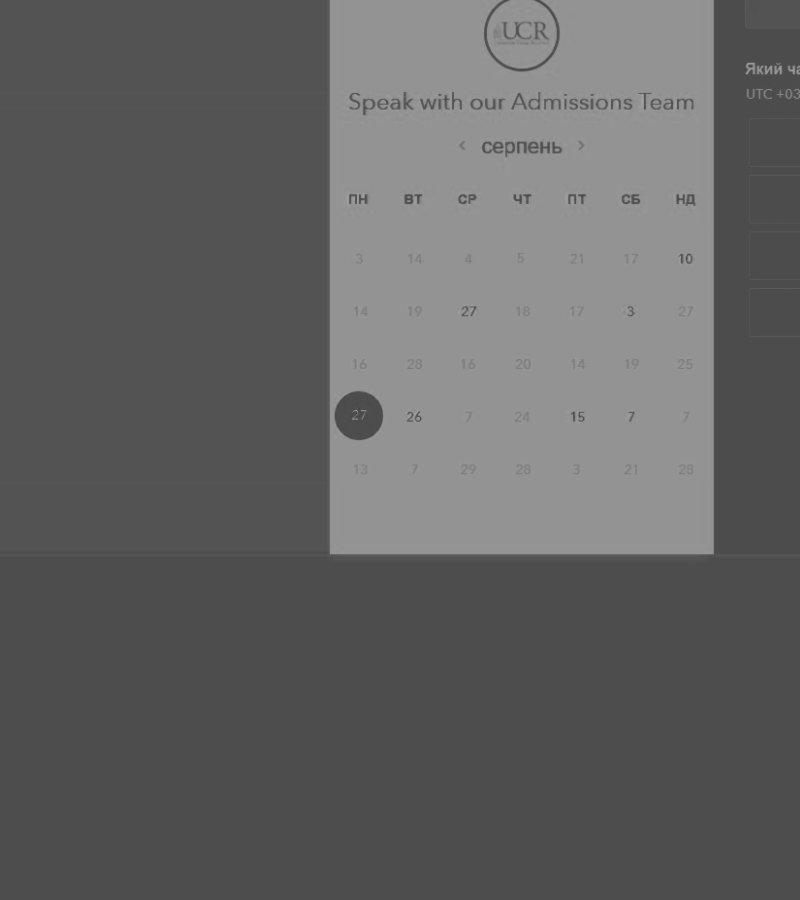 UCR
Speak with our Admissions Team
< серпень >
ПН ВТ СР ЧТ ПТ СБ НД
3 14 4 5 21 17 10
14 19 27 18 17 3 27
16 28 16 20 14 19 25
27 26 7 24 15 7 7
13 7 29 28 3 21 28
Який ча
UTC +03